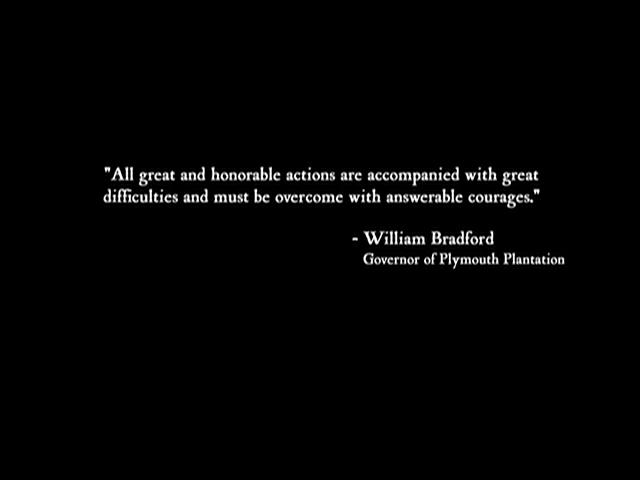 "All great and honorable actions are accompanied with great
difficulties and must be overcome with answerable courages."
- William Bradford
Governor of Plymouth Plantation